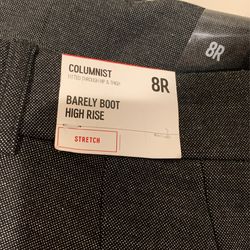 COLUMNIST
FITTED THROUGH HIP & THIGH
8R
BARELY BOOT
HIGH RISE
STRETCH
8R